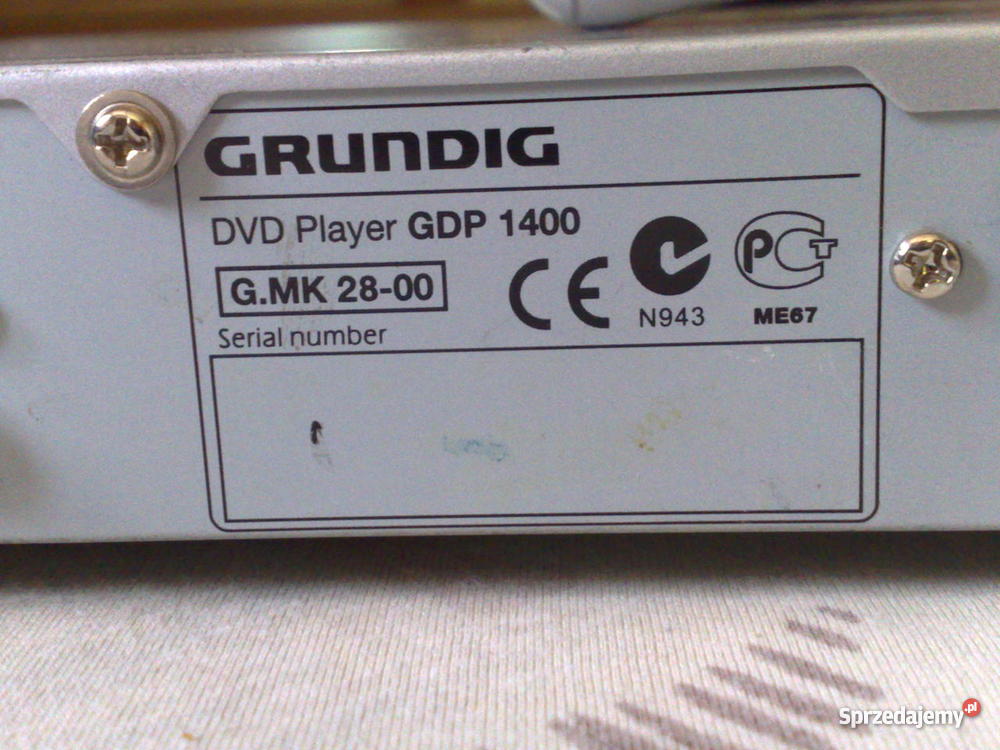 GRUNDIG
DVD Player GDP 1400
G.MK 28-00
CE
N943
PCT
ME67
Serial number
Sprzedajemy.pl